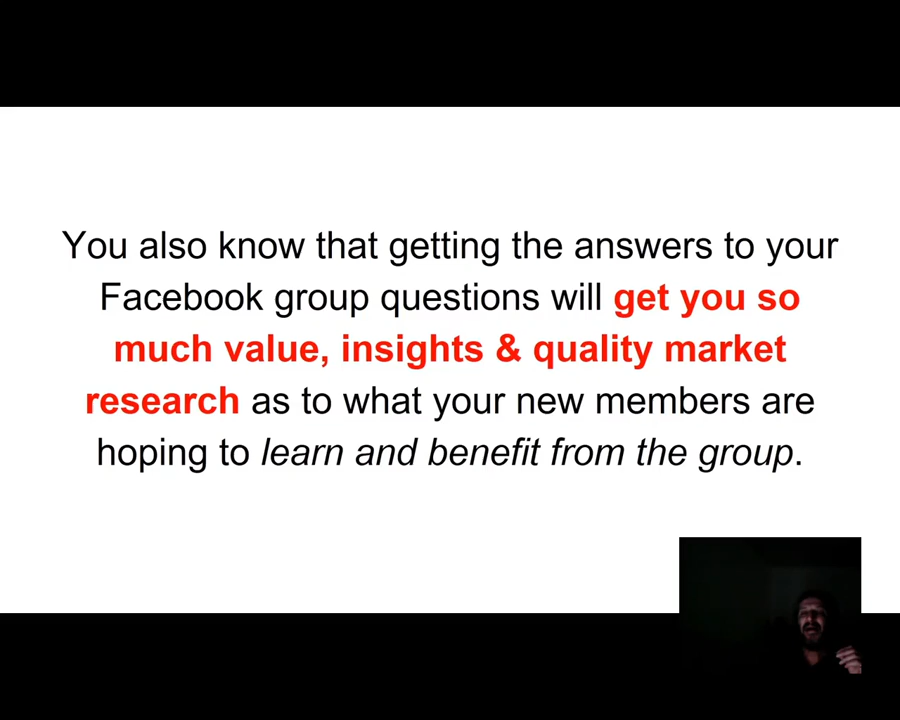 You also know that getting the answers to your
Facebook group questions will get you so
much value, insights & quality market
research as to what your new members are
hoping to learn and benefit from the group.